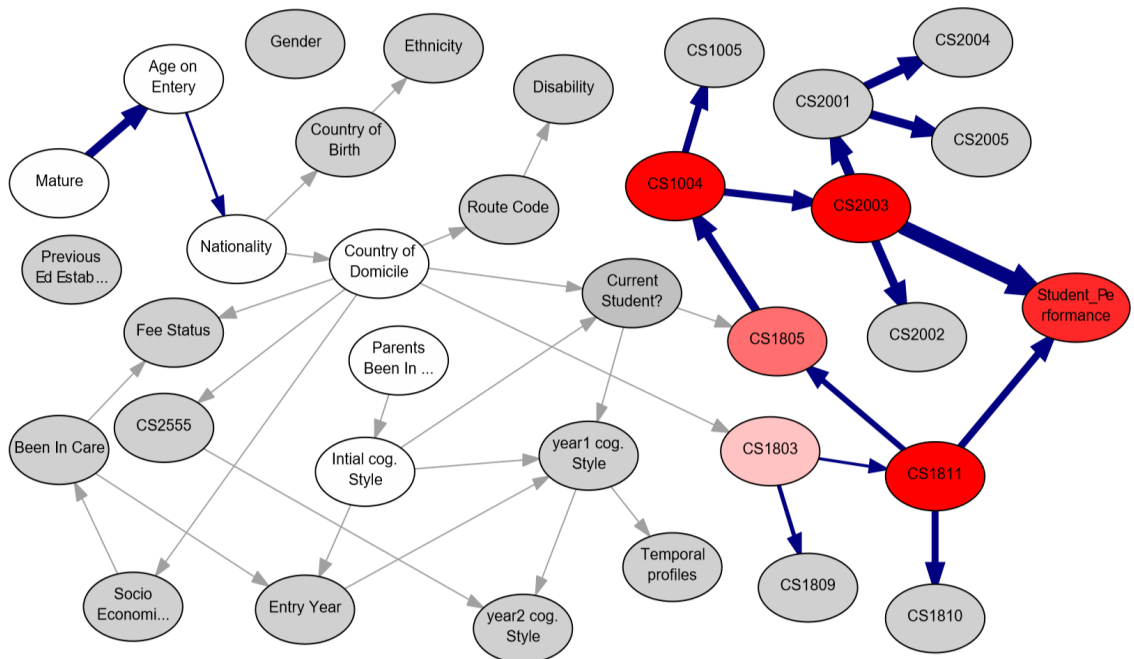 Gender
Ethnicity
CS1005
CS2004
Age on
Entery
Disability
CS2001
Country of
Birth
CS2005
Mature
CS1004
CS2003
Route Code
Nationality
Country of
Domicile
Previous
Ed Estab...
Current
Student?
Student_Pe
rformance
Fee Status
CS1805
CS2002
Parents
Been In ...
CS2555
Been In Care
year1 cog.
Style
CS1803
Intial cog.
Style
CS1811
Temporal
profiles
CS1809
Socio
Economi...
Entry Year
year2 cog.
Style
CS1810